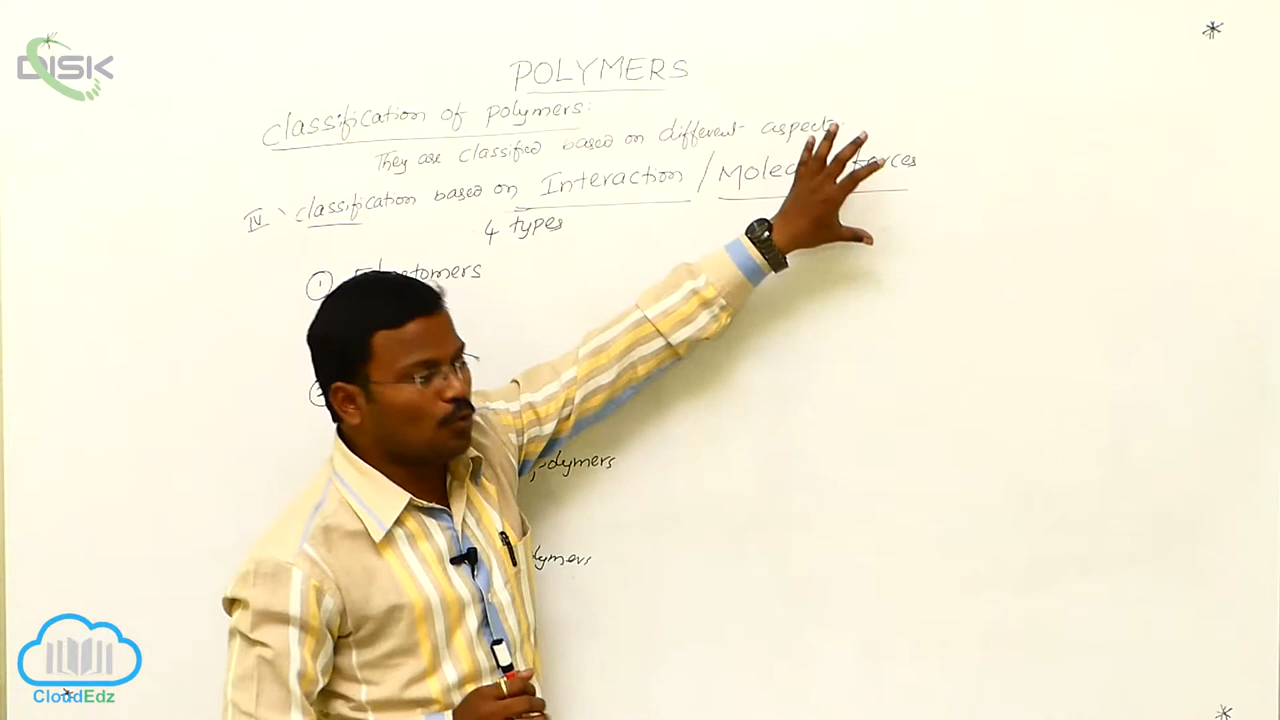 DISK
POLYMERS
Classification of polymers:
They are classified based on different aspects
IV. classification based on Interaction / Molec forces
4 types
① Elastomers
polymers
lymers
CloudEdz